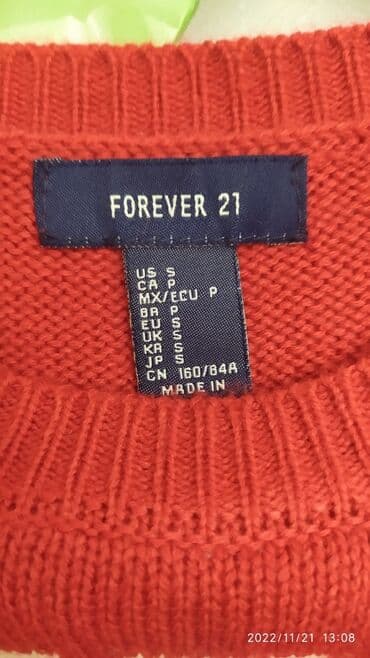 FOREVER 21
US S
CA P
MX/ECU P
BR P
EU S
UK S
KR S
JP S
CN 160/84A
MADE IN
2022/11/21 13:08